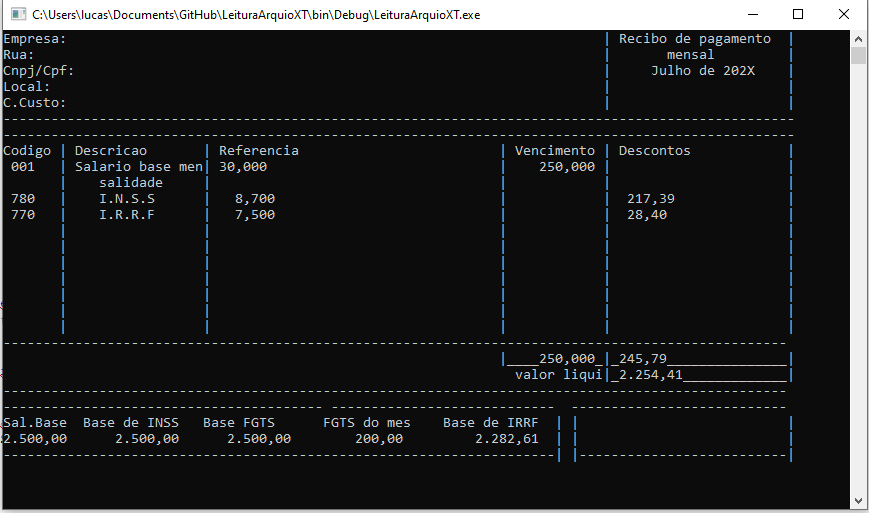 C:\Users\lucas\Documents\GitHub\LeituraArquioXT\bin\Debug\LeituraArquioXT.exe
Empresa: | Recibo de pagamento |
Rua: | mensal |
Cnpj/Cpf: | Julho de 202X |
Local: | |
C.Custo: | |
Codigo | Descricao | Referencia | Vencimento | Descontos |
001 | Salario base men| 30,000 | 250,000 | |
| salidade | | | |
780 | I.N.S.S | 8,700 | | 217,39 |
770 | I.R.R.F | 7,500 | | 28,40 |
|____250,000_|_245,79_______________|
valor liqui|_2.254,41_____________|
Sal.Base Base de INSS Base FGTS FGTS do mes Base de IRRF | | |
2.500,00 2.500,00 2.500,00 200,00 2.282,61 | | |